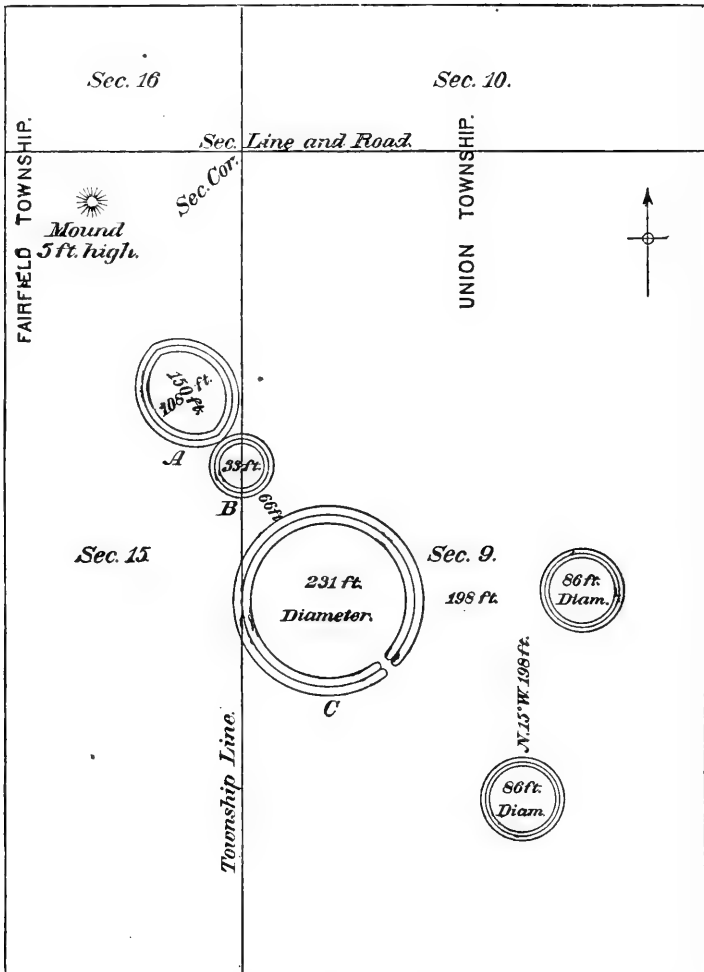 Sec. 16
Sec. 10.
FAIRFIELD TOWNSHIP.
UNION TOWNSHIP.
Sec. Line and Road.
Sec. Cor.
Mound
5 ft. high.
150 ft.
108 ft.
A
33 ft.
B
66 ft
Sec. 15
Sec. 9.
231 ft.
Diameter.
198 ft.
86 ft.
Diam.
C
N. 15° W. 198 ft.
Township Line.
86 ft.
Diam.